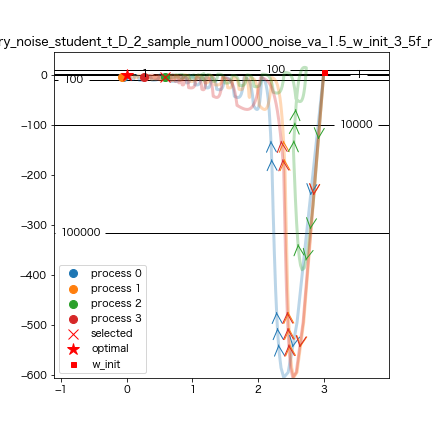 ry_noise_student_t_D_2_sample_num10000_noise_va_1.5_w_init_3_5f_r
0
−100
−200
−300
−400
−500
−600
−1
0
1
2
3
100
100
1
1
10000
100000
process 0
process 1
process 2
process 3
selected
optimal
w_init